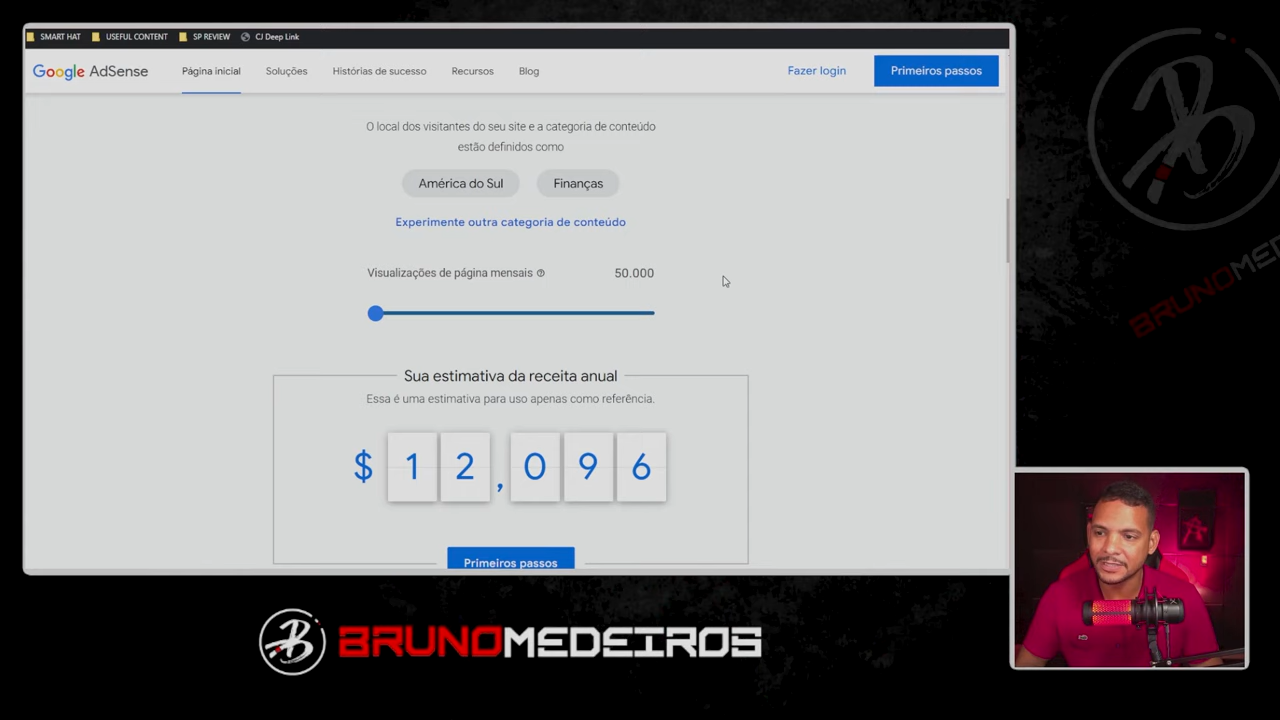 SMART HAT
USEFUL CONTENT
SP REVIEW
CJ Deep Link
Google AdSense
Página inicial
Soluções
Histórias de sucesso
Recursos
Blog
Fazer login
Primeiros passos
O local dos visitantes do seu site e a categoria de conteúdo
estão definidos como
América do Sul
Finanças
Experimente outra categoria de conteúdo
Visualizações de página mensais
50.000
Sua estimativa da receita anual
Essa é uma estimativa para uso apenas como referência.
$ 12,096
Primeiros passos
BRUNOMEDEIROS
BRUNOMED